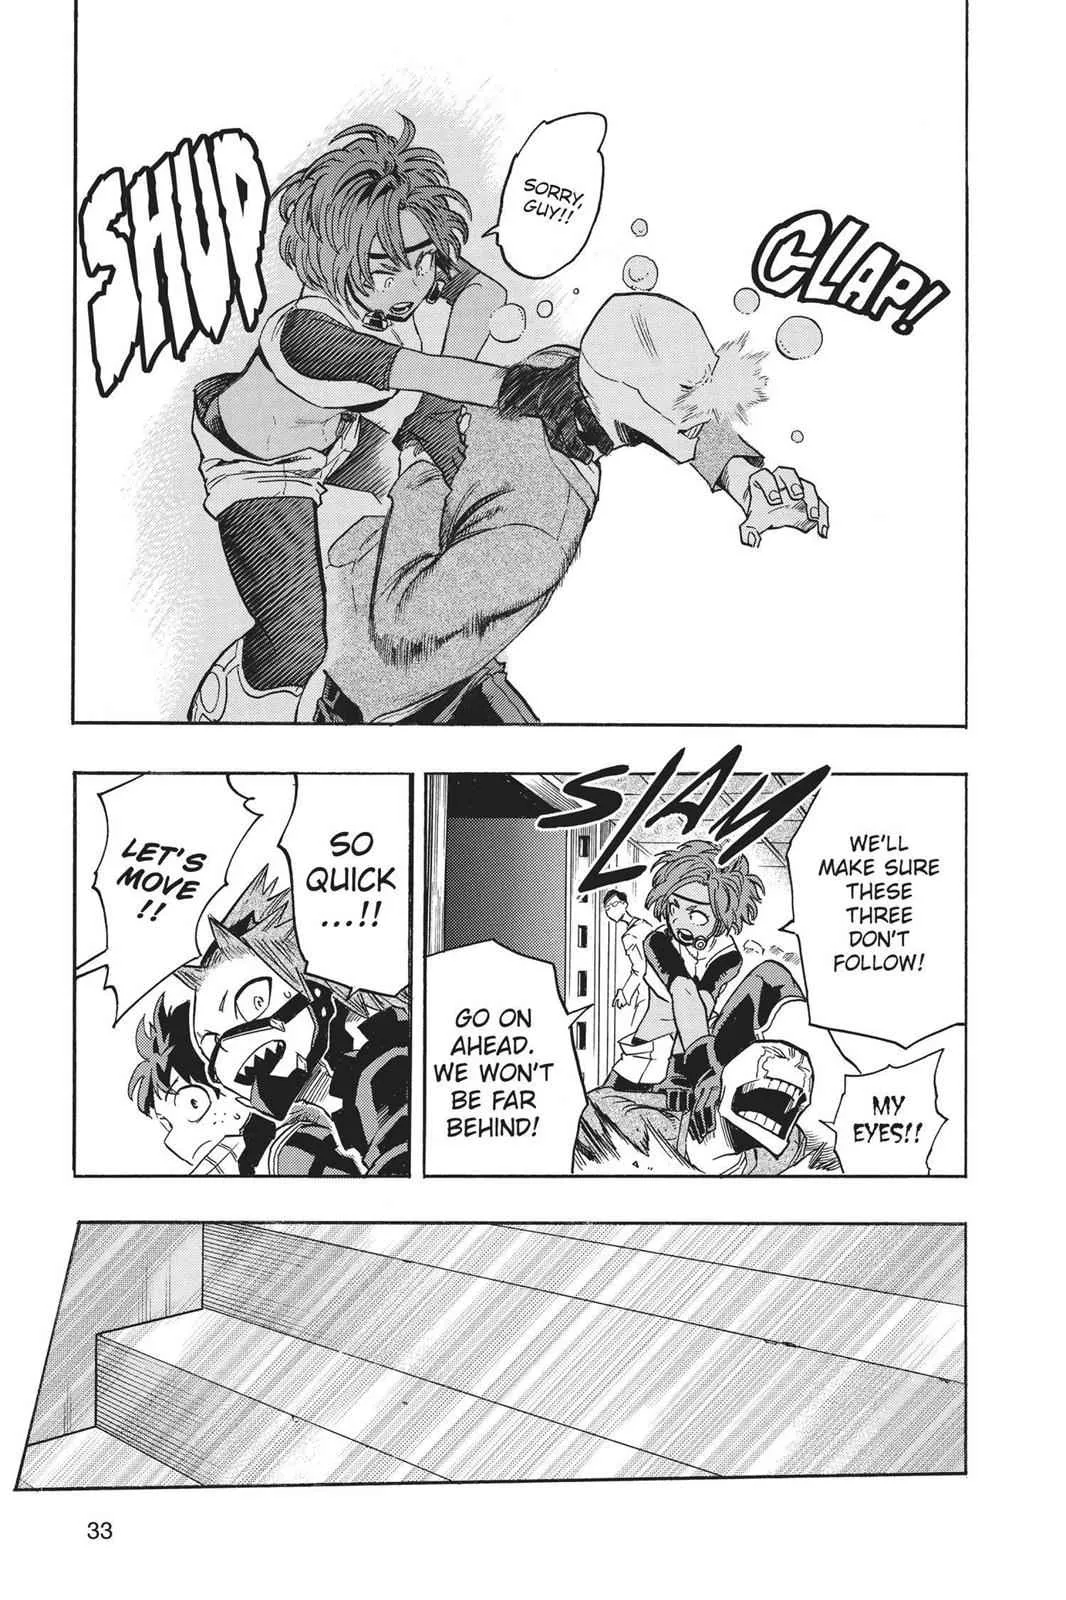 SHUP
SORRY,
GUY!!
CLAP!
SLAM
WE'LL
MAKE SURE
THESE
THREE
DON'T
FOLLOW!
MY
EYES!!
GO ON
AHEAD.
WE WON'T
BE FAR
BEHIND!
SO
QUICK
...!!
LET'S
MOVE
!!
33